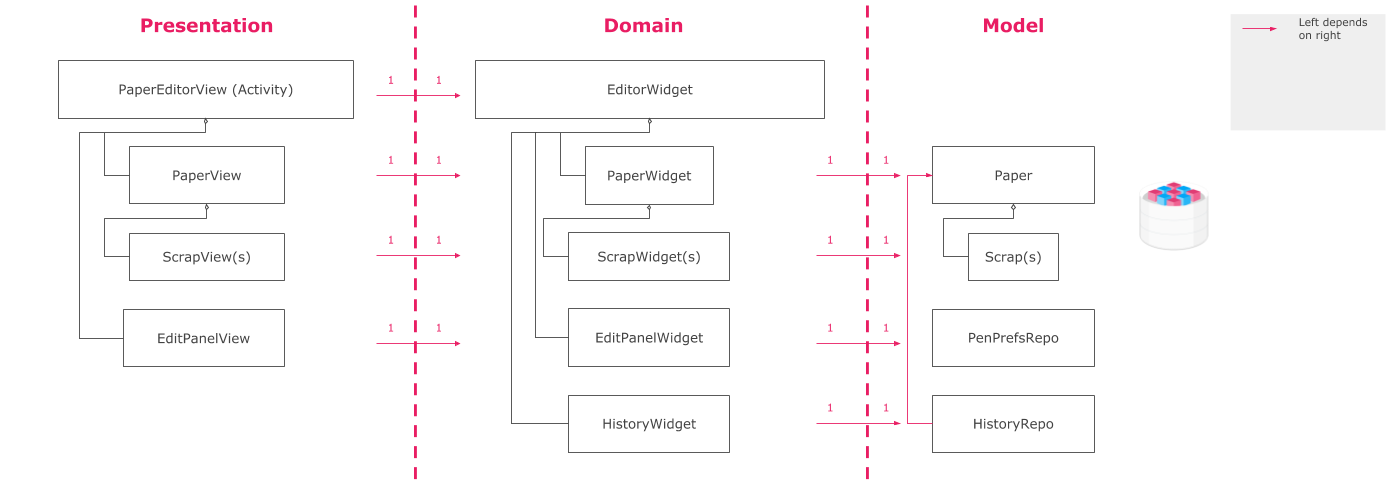 Presentation
Domain
Model
Left depends
on right
PaperEditorView (Activity)
1 1
EditorWidget
PaperView
1 1
PaperWidget
1 1
Paper
ScrapView(s)
1 1
ScrapWidget(s)
1 1
Scrap(s)
EditPanelView
1 1
EditPanelWidget
1 1
PenPrefsRepo
HistoryWidget
1 1
HistoryRepo